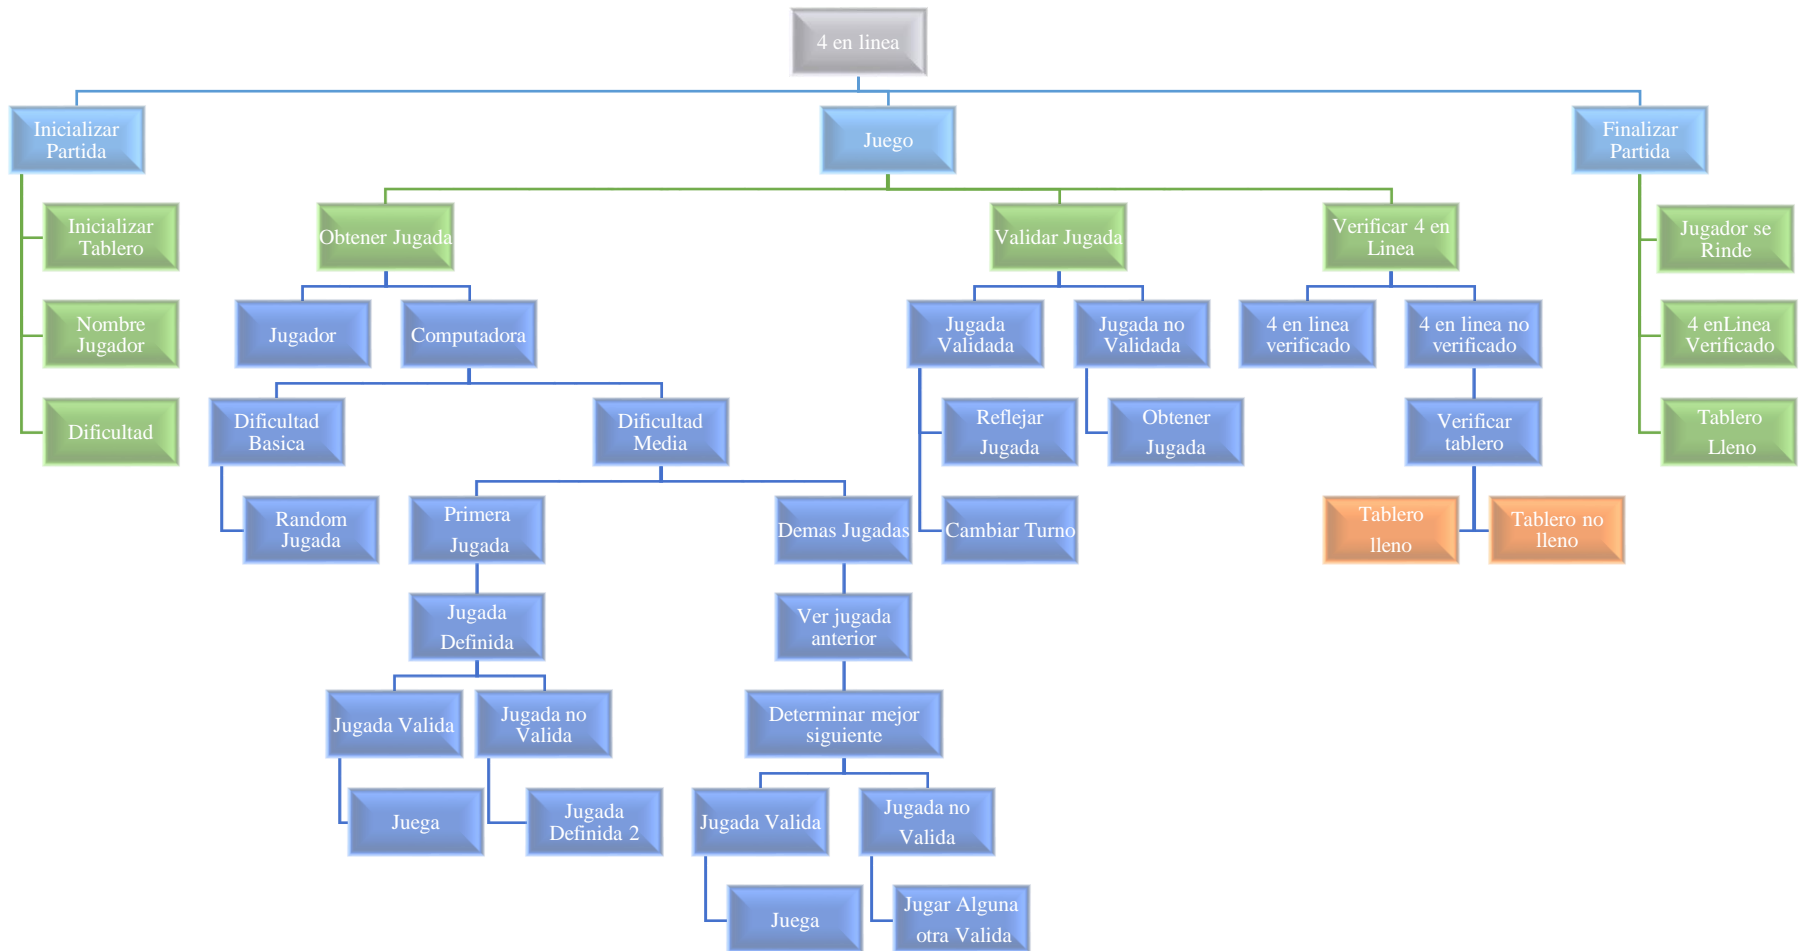 4 en linea
Inicializar
Partida
Juego
Finalizar
Partida
Inicializar
Tablero
Obtener Jugada
Validar Jugada
Verificar 4 en
Linea
Jugador se
Rinde
Nombre
Jugador
Jugador
Computadora
Jugada
Validada
Jugada no
Validada
4 en linea
verificado
4 en linea no
verificado
4 enLinea
Verificado
Dificultad
Dificultad
Basica
Dificultad
Media
Reflejar
Jugada
Obtener
Jugada
Verificar
tablero
Tablero
Lleno
Random
Jugada
Primera
Jugada
Demas Jugadas
Cambiar Turno
Tablero
lleno
Tablero no
lleno
Jugada
Definida
Ver jugada
anterior
Jugada Valida
Jugada no
Valida
Determinar mejor
siguiente
Juega
Jugada
Definida 2
Jugada Valida
Jugada no
Valida
Juega
Jugar Alguna
otra Valida